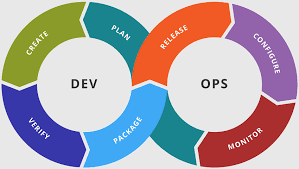 CREATE
PLAN
DEV
VERIFY
PACKAGE
RELEASE
CONFIGURE
OPS
MONITOR